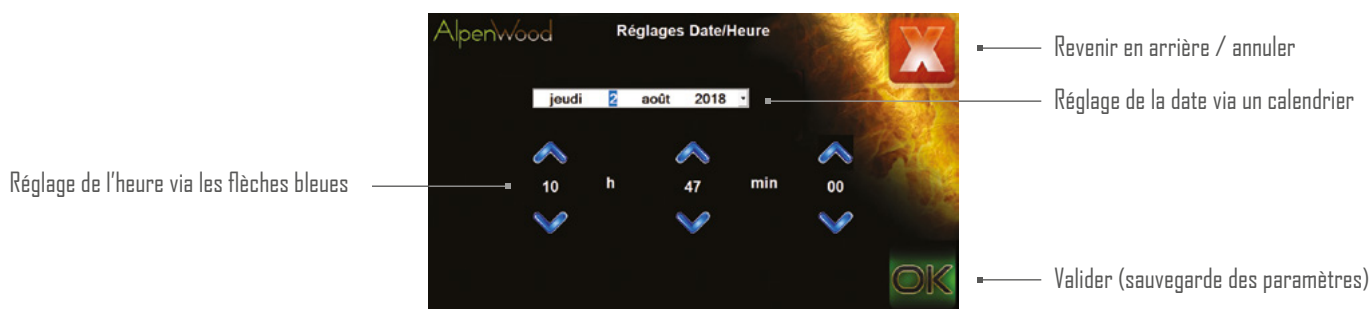 AlpenWood
Réglages Date/Heure
X
Revenir en arrière / annuler
jeudi 2 août 2018
Réglage de la date via un calendrier
Réglage de l'heure via les flèches bleues
10 h 47 min 00
OK
Valider (sauvegarde des paramètres)